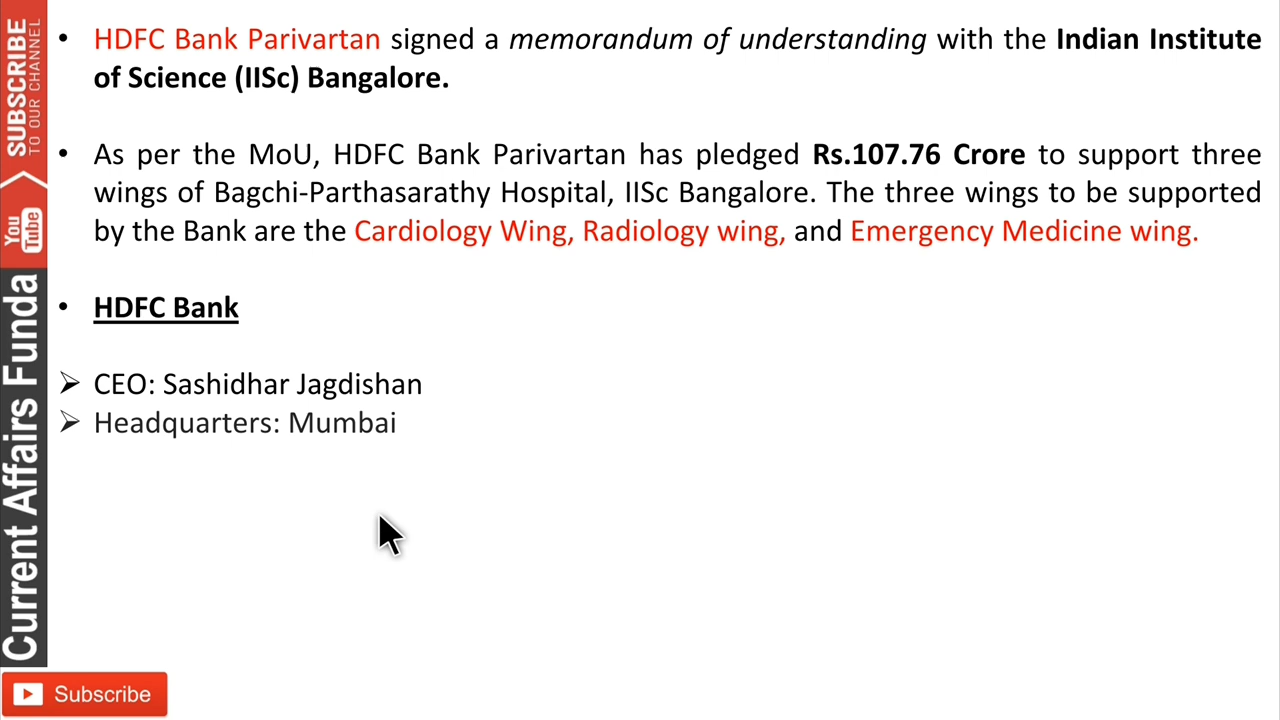 • HDFC Bank Parivartan signed a memorandum of understanding with the Indian Institute
of Science (IISc) Bangalore.
• As per the MoU, HDFC Bank Parivartan has pledged Rs.107.76 Crore to support three
wings of Bagchi-Parthasarathy Hospital, IISc Bangalore. The three wings to be supported
by the Bank are the Cardiology Wing, Radiology wing, and Emergency Medicine wing.
• HDFC Bank
➢ CEO: Sashidhar Jagdishan
➢ Headquarters: Mumbai
SUBSCRIBE
TO OUR CHANNEL
You
Tube
Current Affairs Funda
Subscribe